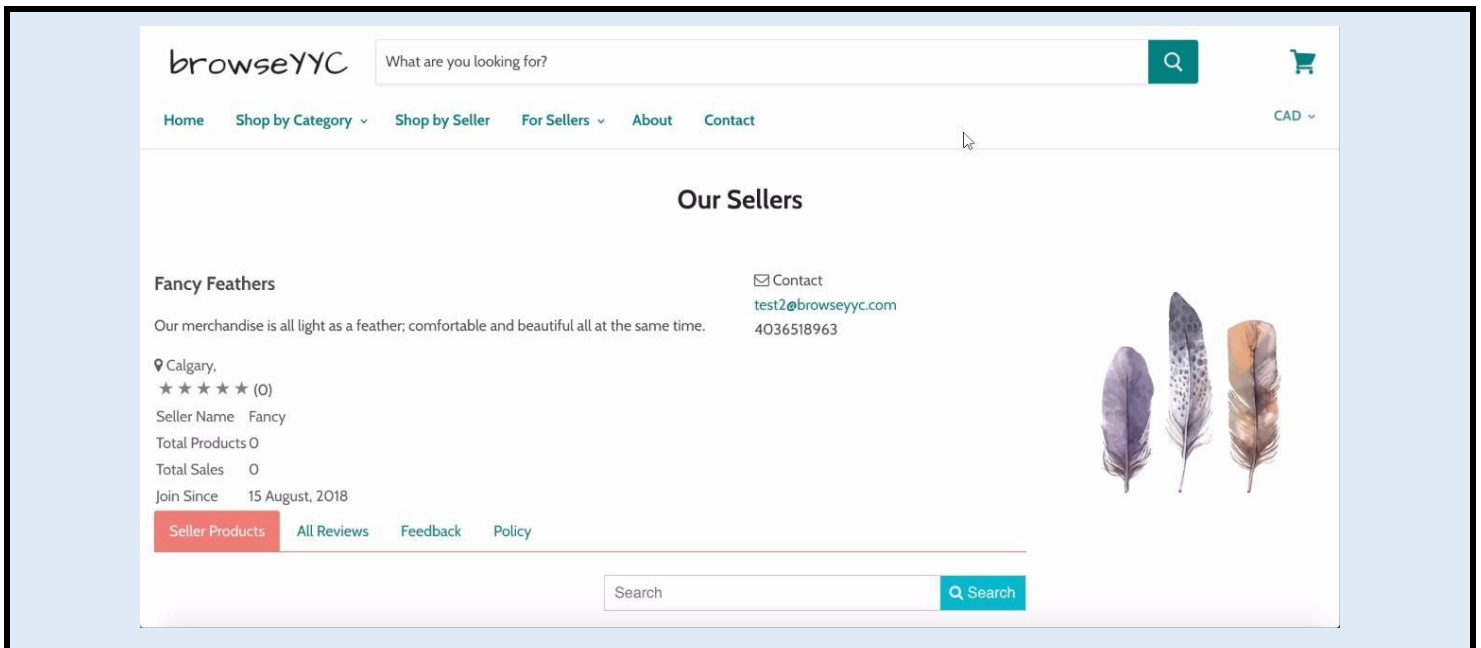 browseYYC
What are you looking for?
Home Shop by Category Shop by Seller For Sellers About Contact CAD
Our Sellers
Fancy Feathers
Our merchandise is all light as a feather; comfortable and beautiful all at the same time.
Calgary,
(0)
Seller Name Fancy
Total Products 0
Total Sales 0
Join Since 15 August, 2018
Contact
test2@browseyyc.com
4036518963
Seller Products All Reviews Feedback Policy
Search Search